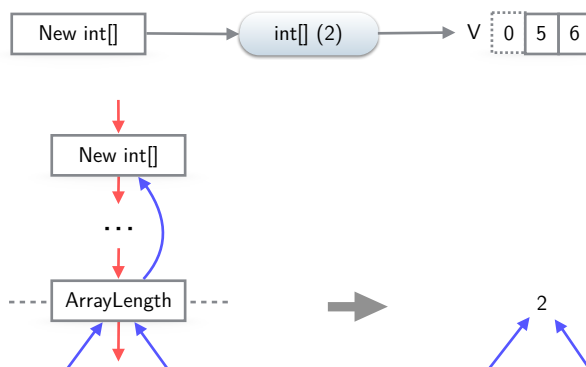 New int[] int[] (2) V 0 5 6
New int[]
...
ArrayLength 2